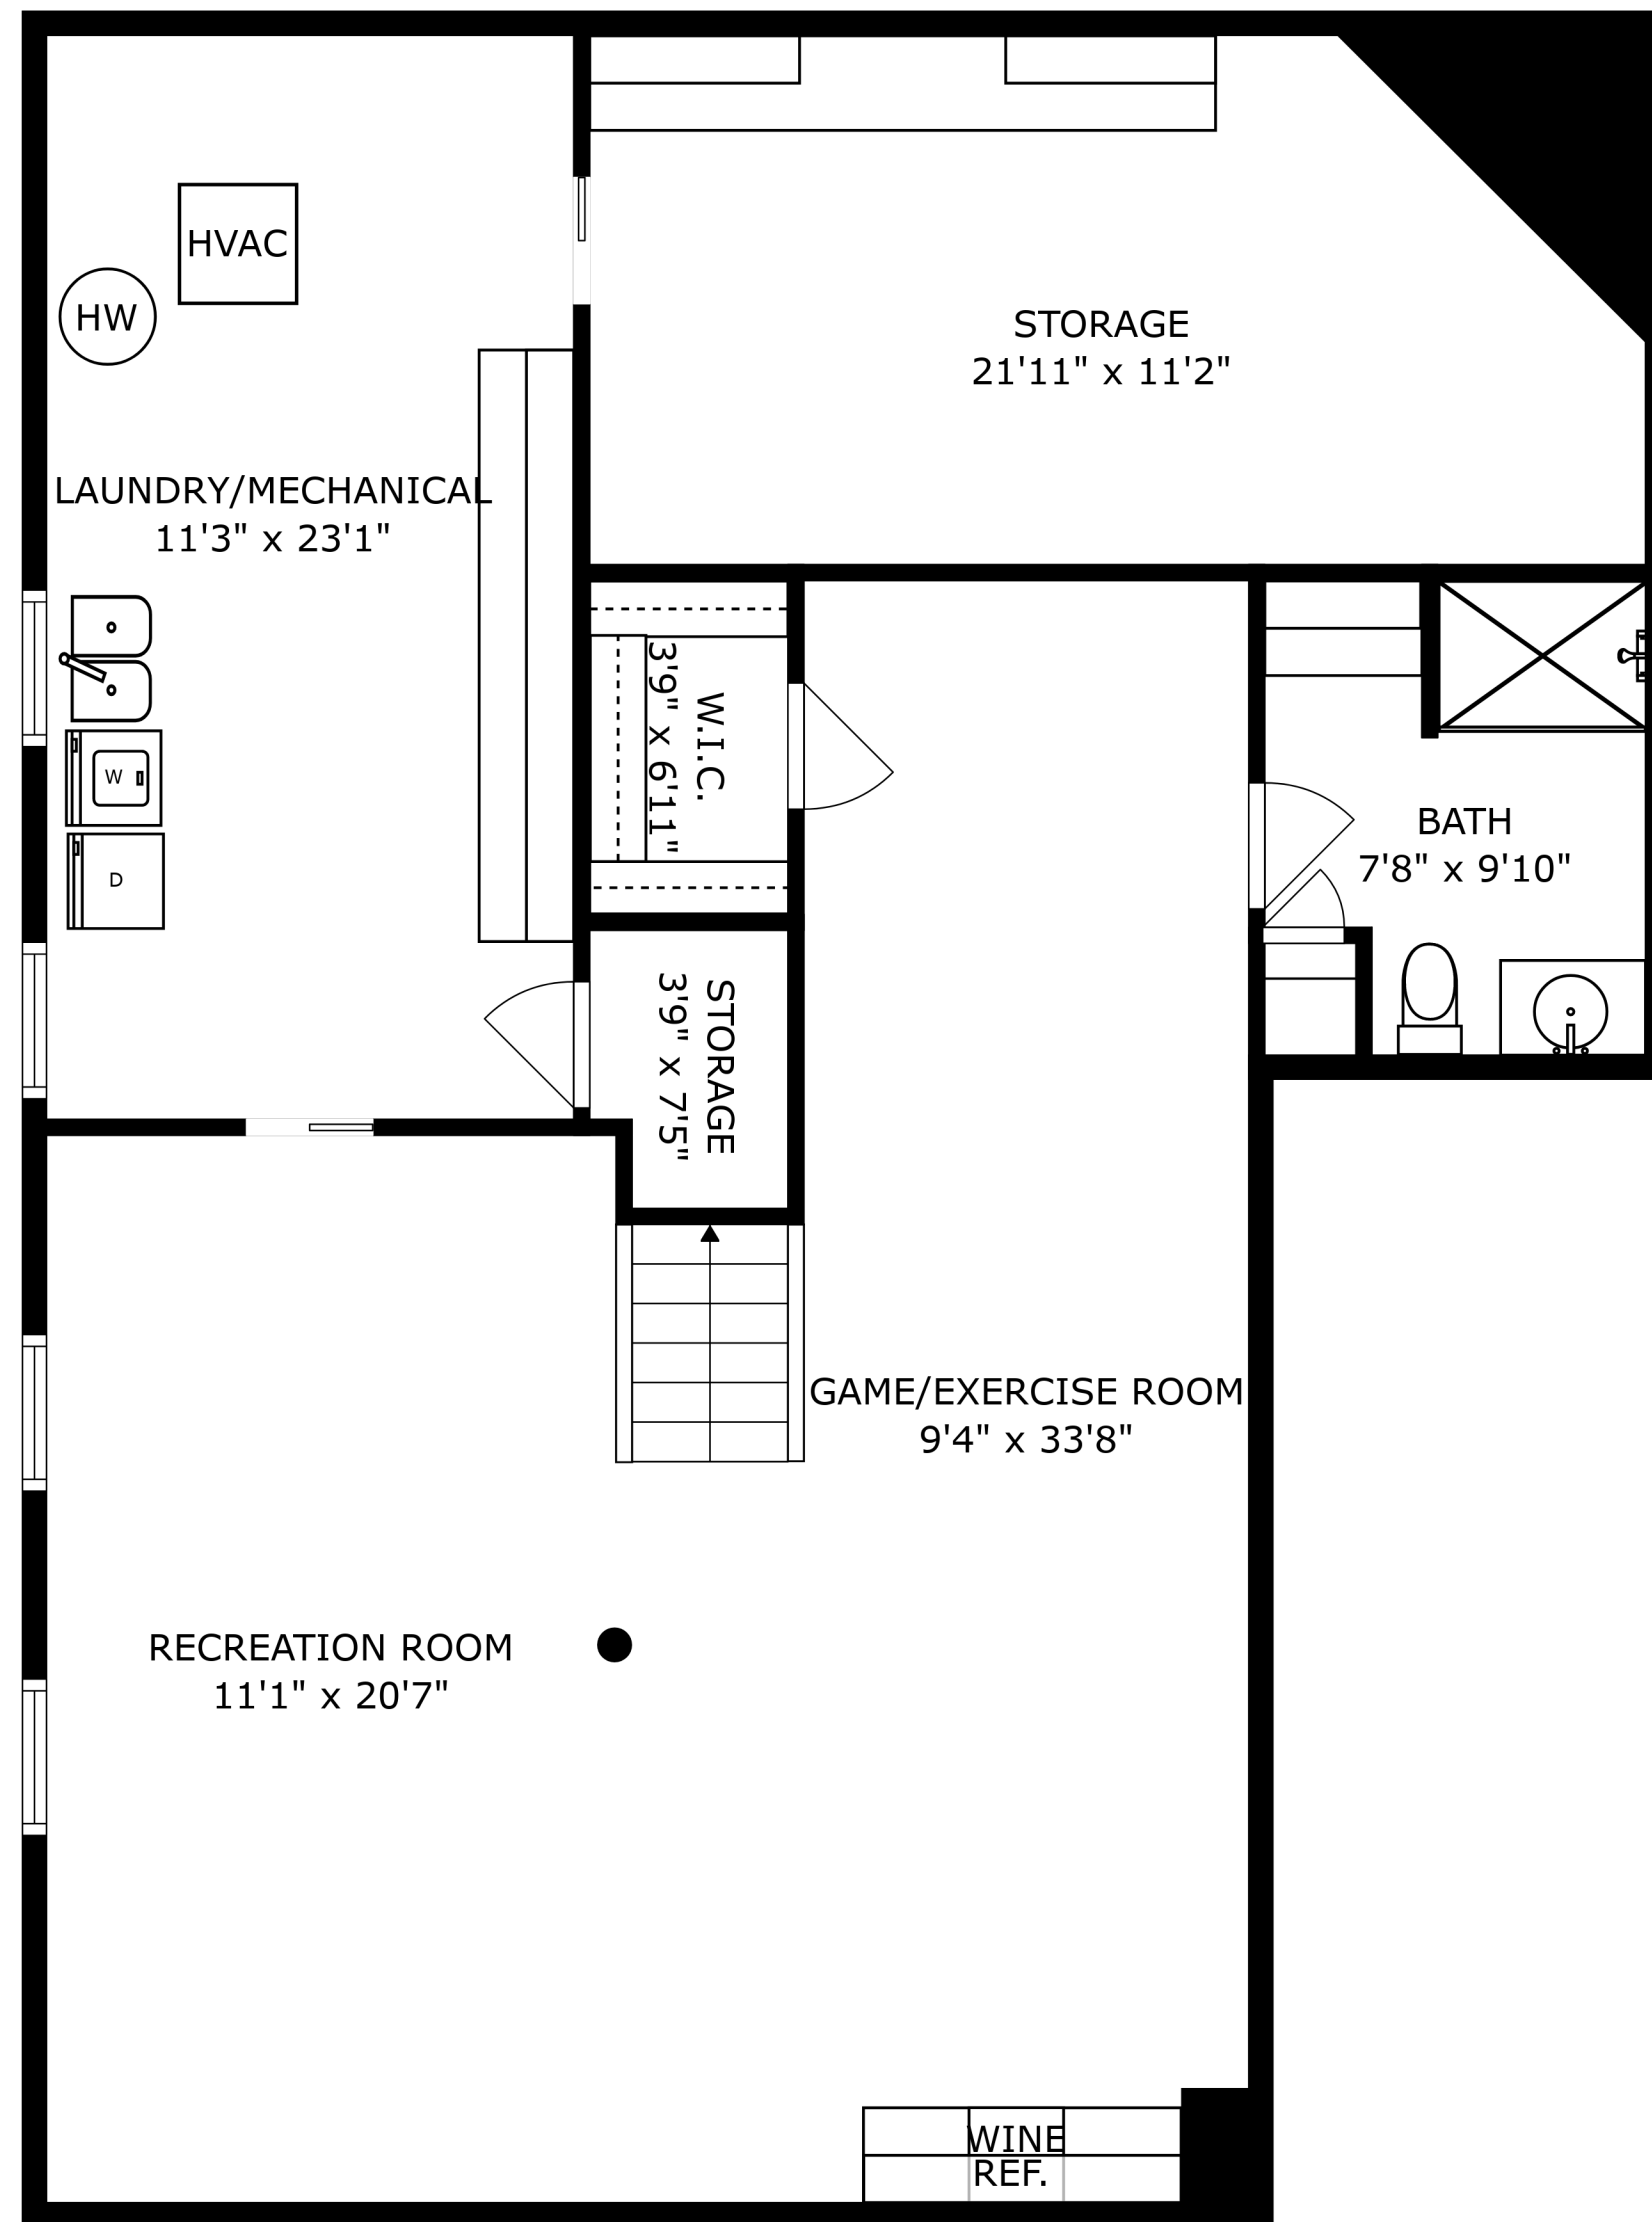 HVAC
HW
STORAGE
21'11" x 11'2"
LAUNDRY/MECHANICAL
11'3" x 23'1"
W.I.C.
3'9" x 6'11"
W
D
BATH
7'8" x 9'10"
STORAGE
3'9" x 7'5"
GAME/EXERCISE ROOM
9'4" x 33'8"
RECREATION ROOM
11'1" x 20'7"
WINE
REF.